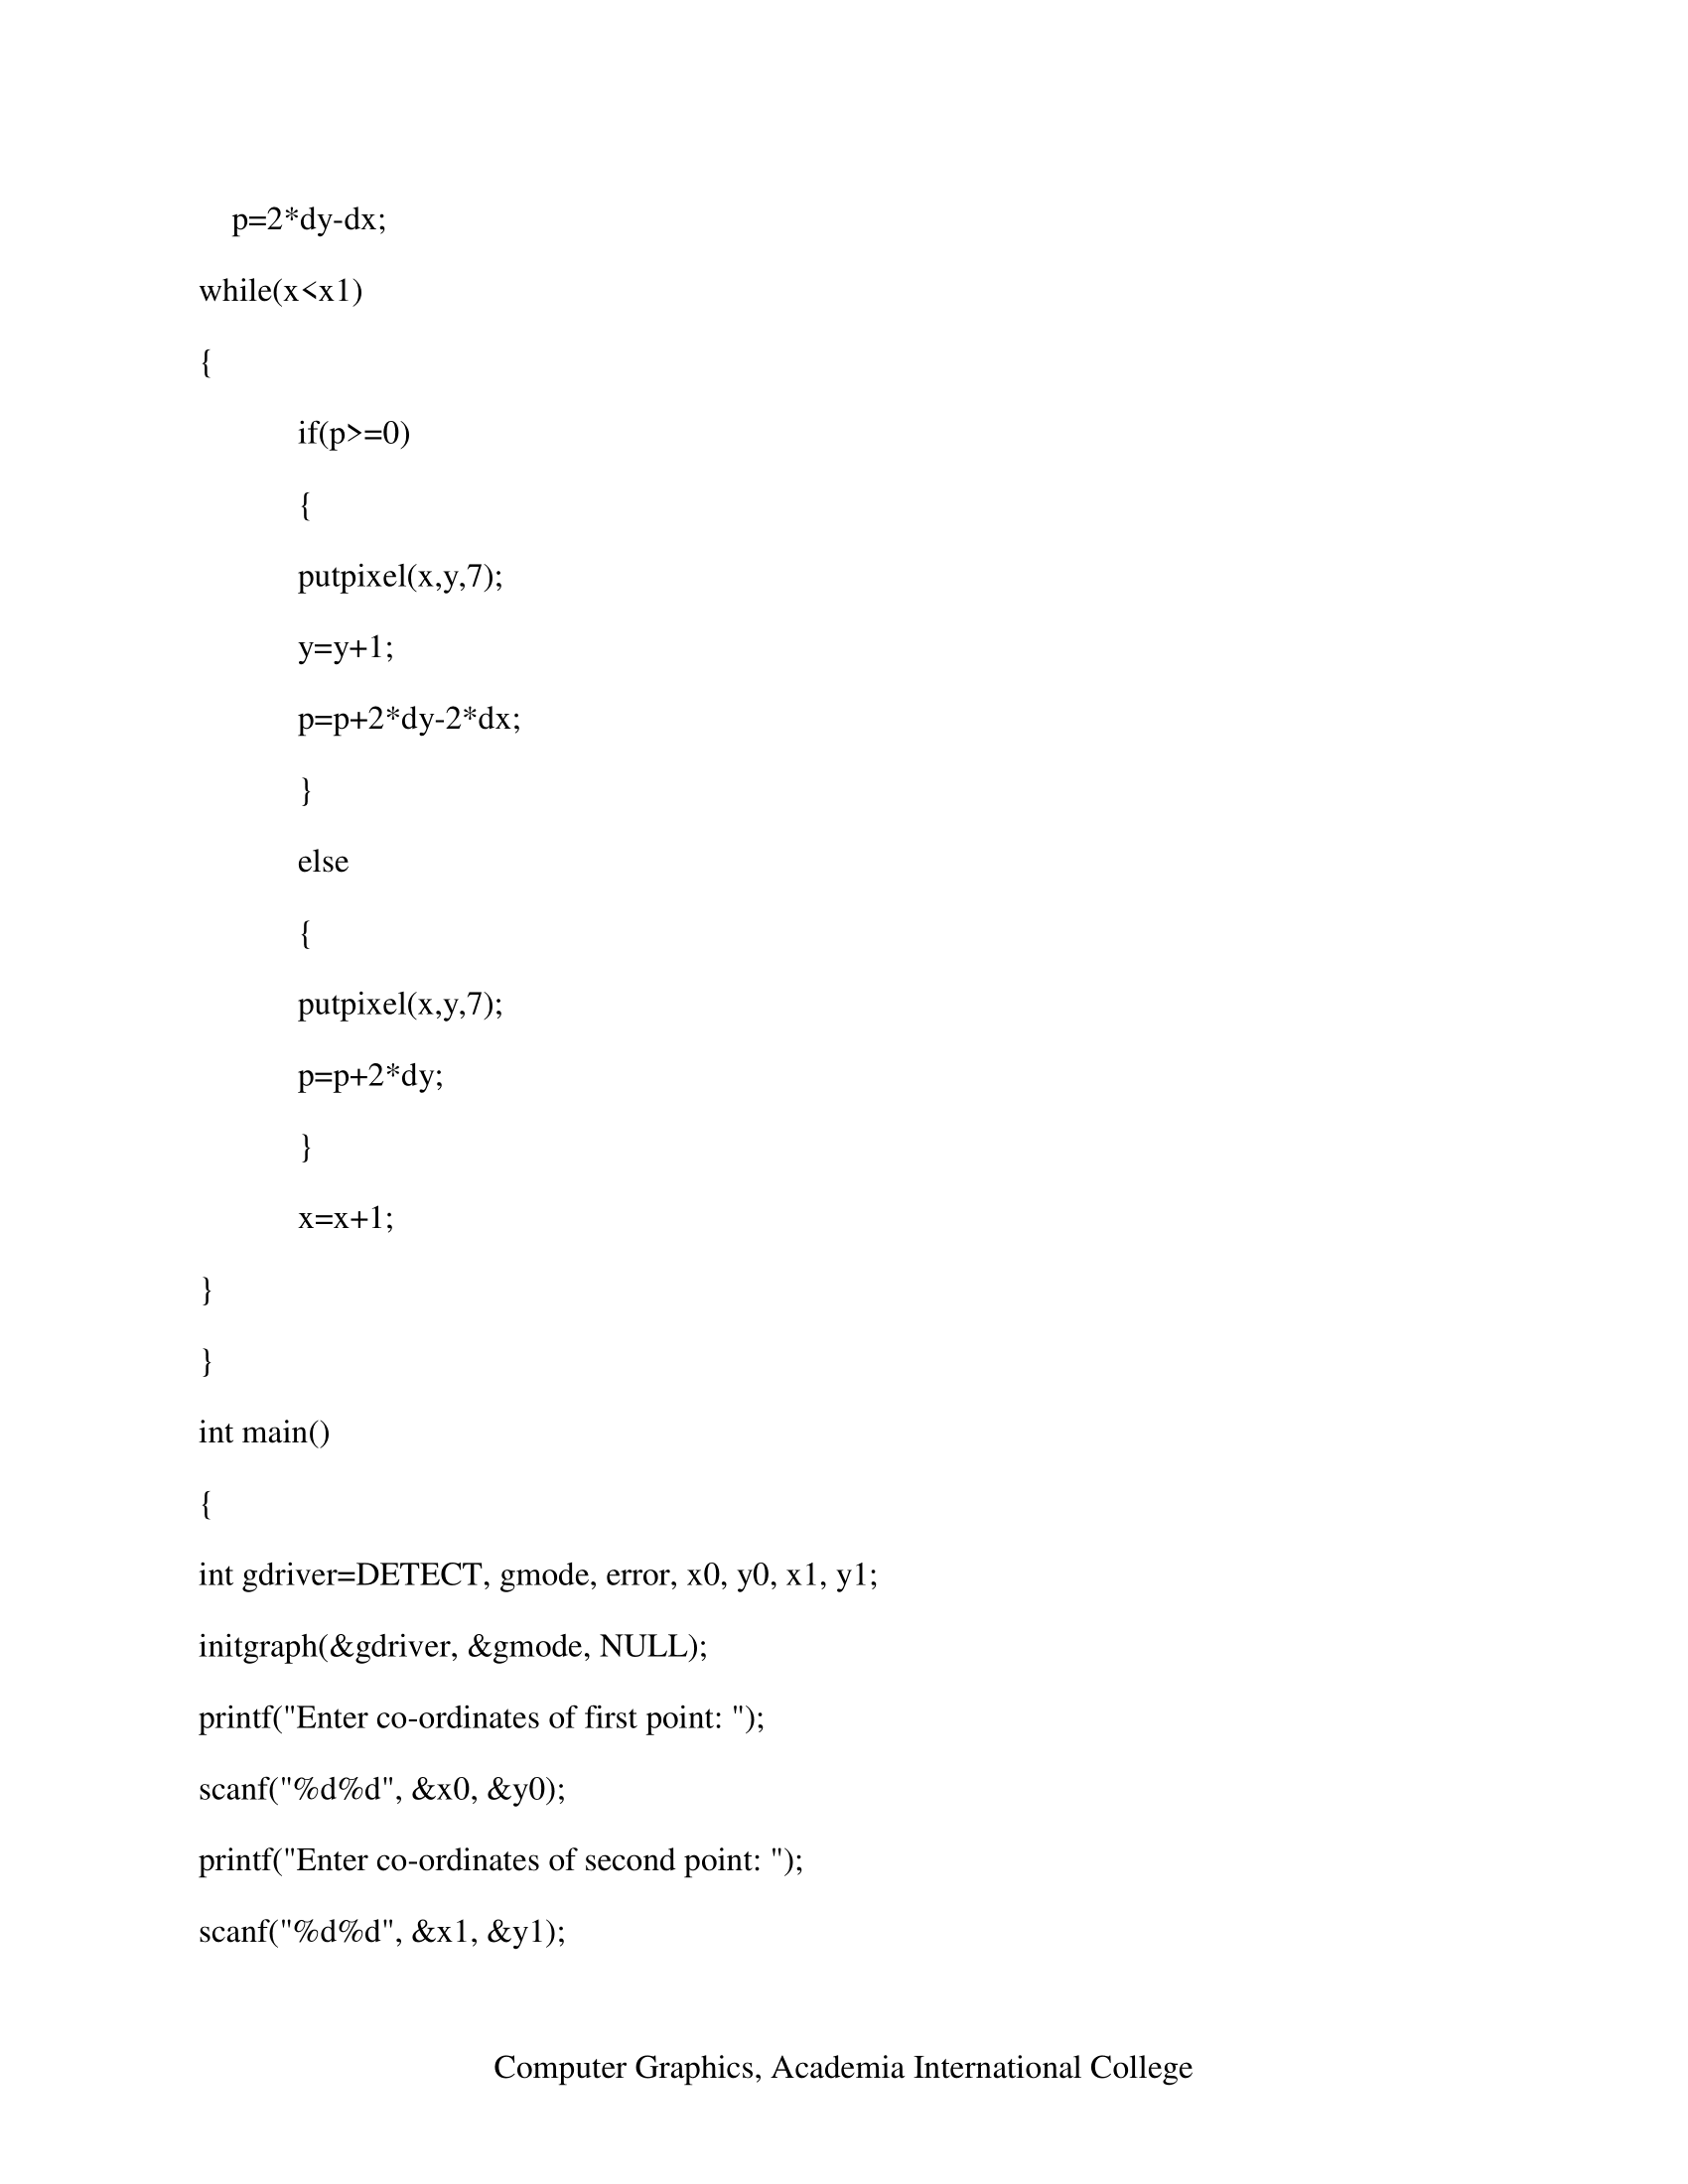 p=2*dy-dx;
while(x<x1)
{
if(p>=0)
{
putpixel(x,y,7);
y=y+1;
p=p+2*dy-2*dx;
}
else
{
putpixel(x,y,7);
p=p+2*dy;
}
x=x+1;
}
}
int main()
{
int gdriver=DETECT, gmode, error, x0, y0, x1, y1;
initgraph(&gdriver, &gmode, NULL);
printf("Enter co-ordinates of first point: ");
scanf("%d%d", &x0, &y0);
printf("Enter co-ordinates of second point: ");
scanf("%d%d", &x1, &y1);
Computer Graphics, Academia International College